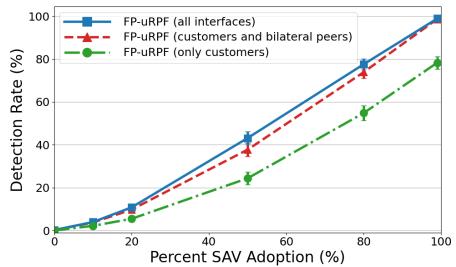 FP-uRPF (all interfaces)
FP-uRPF (customers and bilateral peers)
FP-uRPF (only customers)
Detection Rate (%)
100
80
60
40
20
0
0 20 40 60 80 100
Percent SAV Adoption (%)